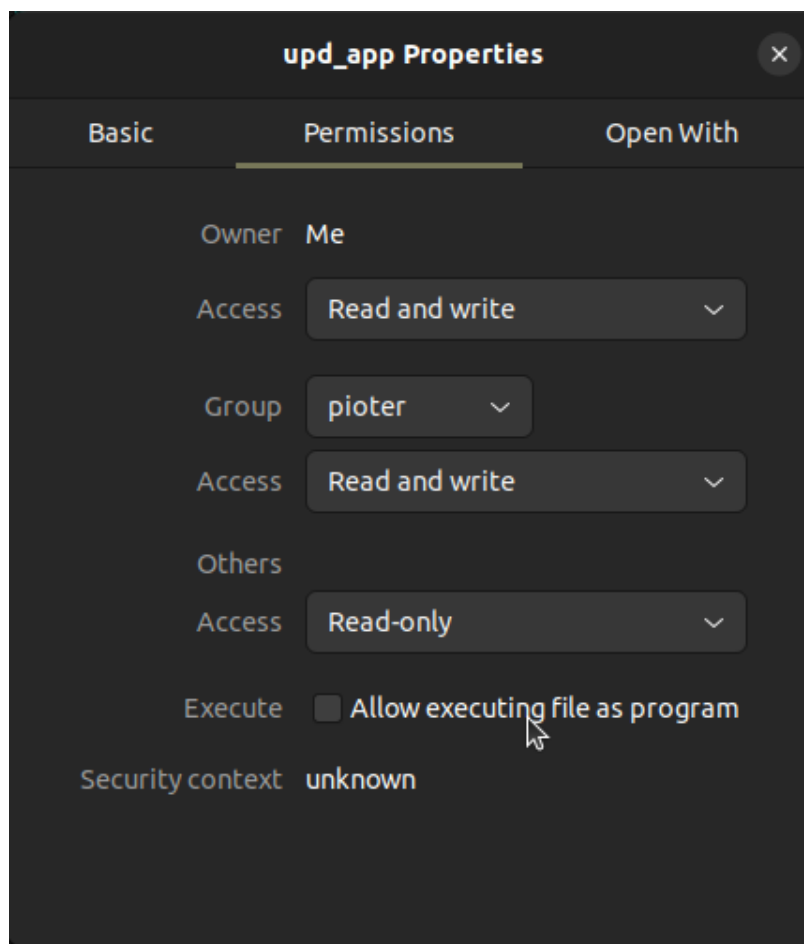 upd_app Properties
Basic Permissions Open With
Owner Me
Access Read and write
Group pioter
Access Read and write
Others
Access Read-only
Execute Allow executing file as program
Security context unknown